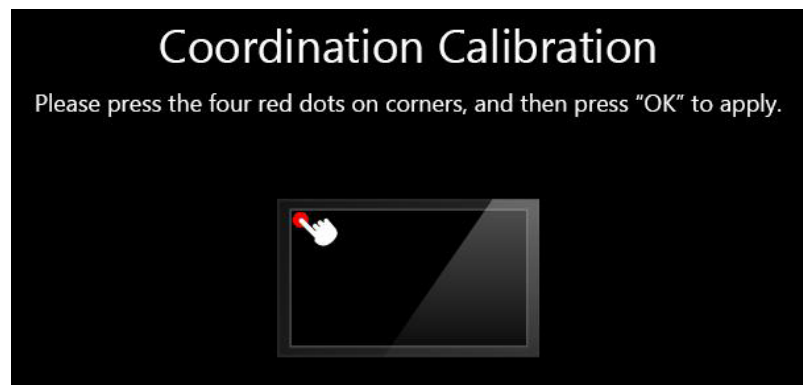 Coordination Calibration
Please press the four red dots on corners, and then press “OK” to apply.